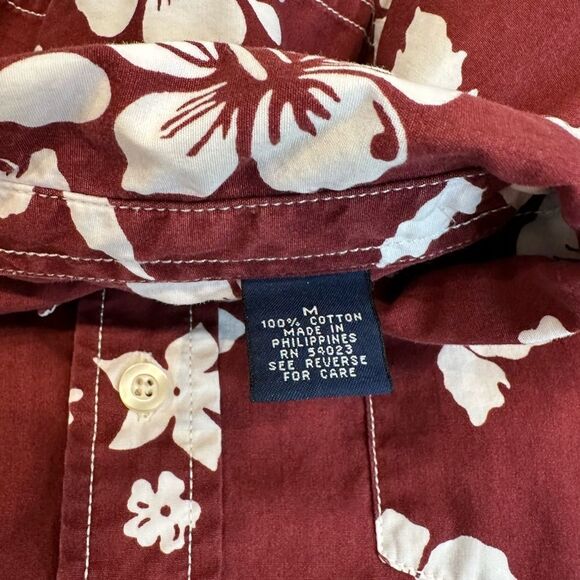 M
100% COTTON
MADE IN
PHILIPPINES
RN 54023
SEE REVERSE
FOR CARE